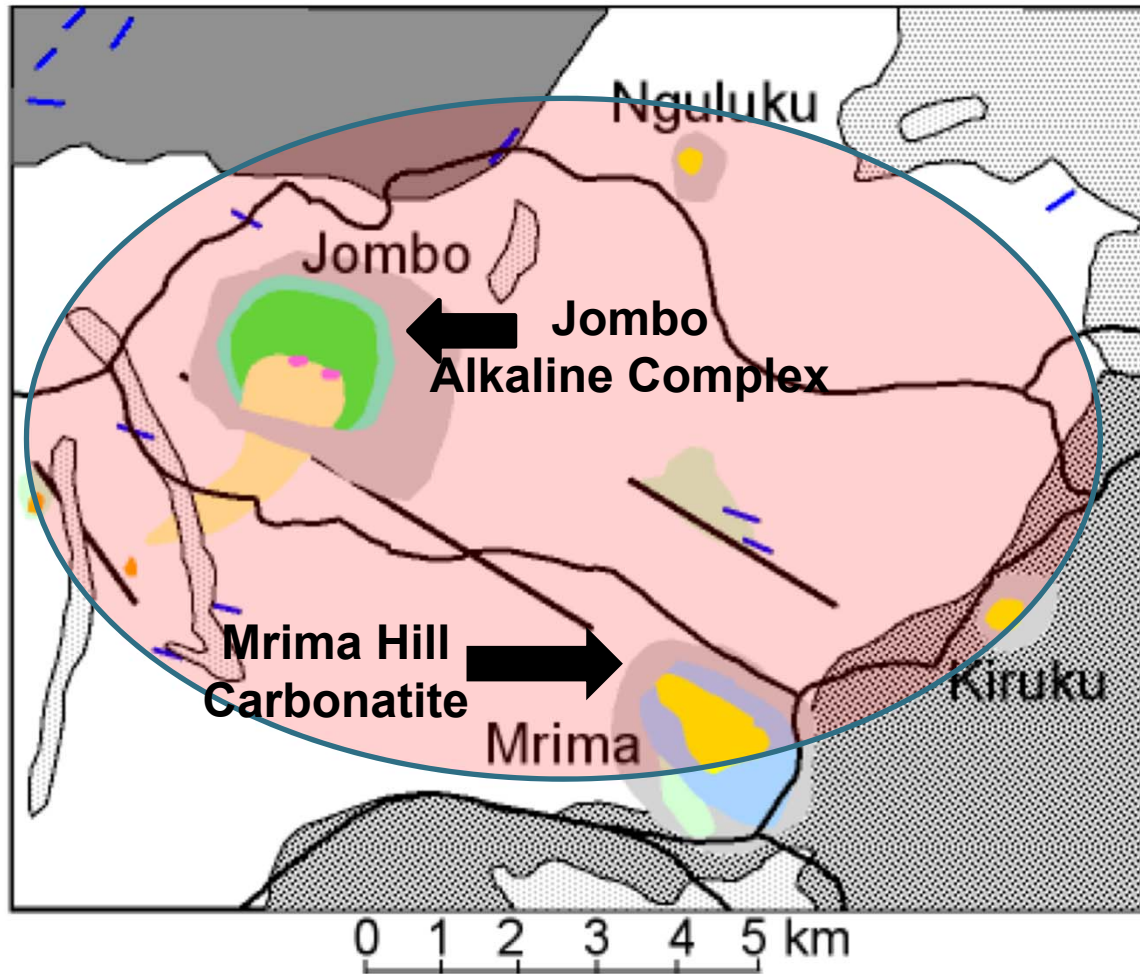 Nguluku
Jombo
Jombo
Alkaline Complex
Mrima Hill
Carbonatite
Kiruku
Mrima
0 1 2 3 4 5 km